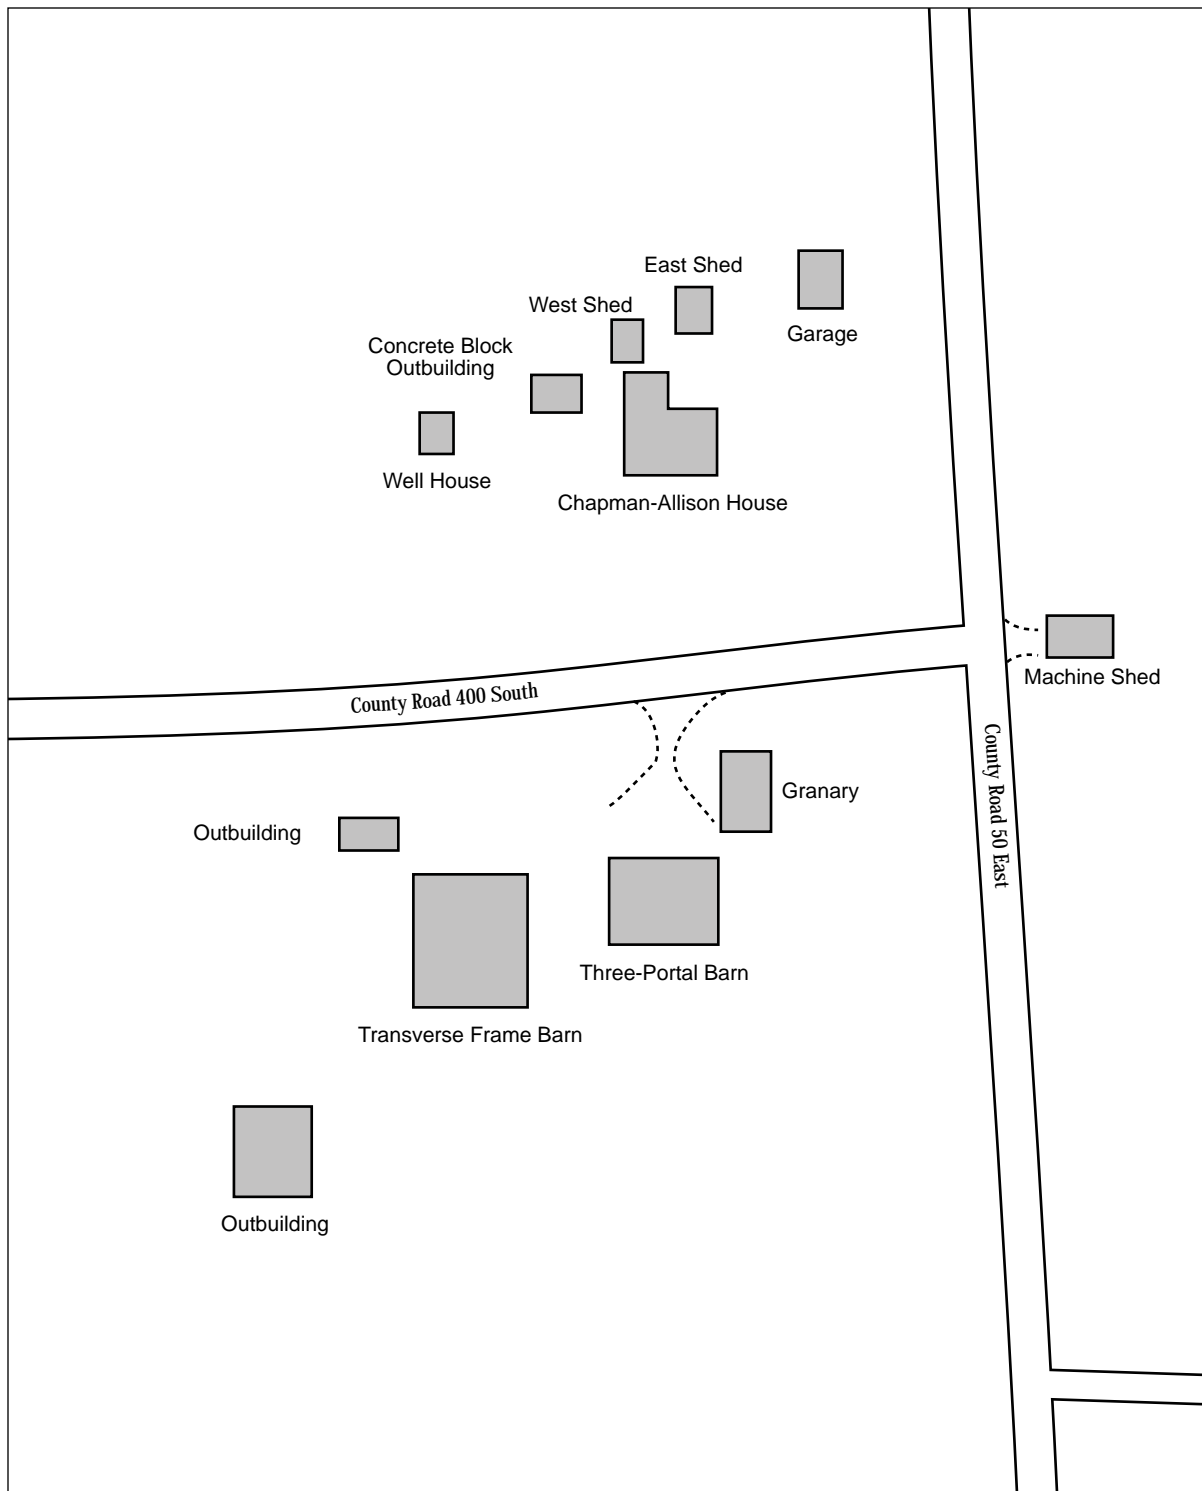 East Shed
West Shed
Garage
Concrete Block
Outbuilding
Well House
Chapman-Allison House
Machine Shed
County Road 400 South
County Road 50 East
Granary
Outbuilding
Three-Portal Barn
Transverse Frame Barn
Outbuilding